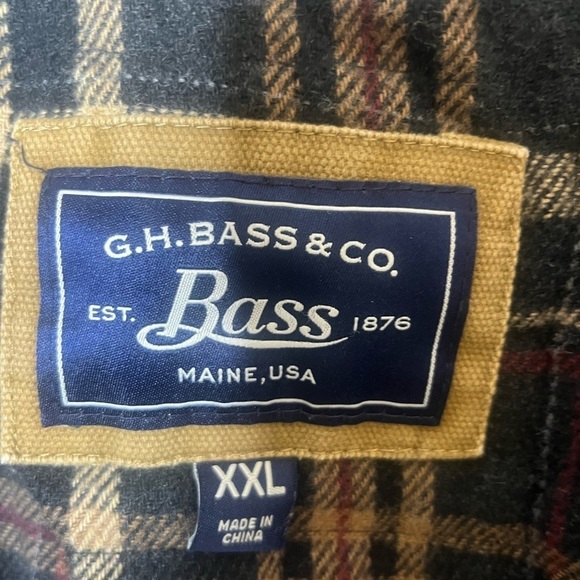 G.H.BASS & CO.
EST. Bass 1876
MAINE, USA
XXL
MADE IN
CHINA